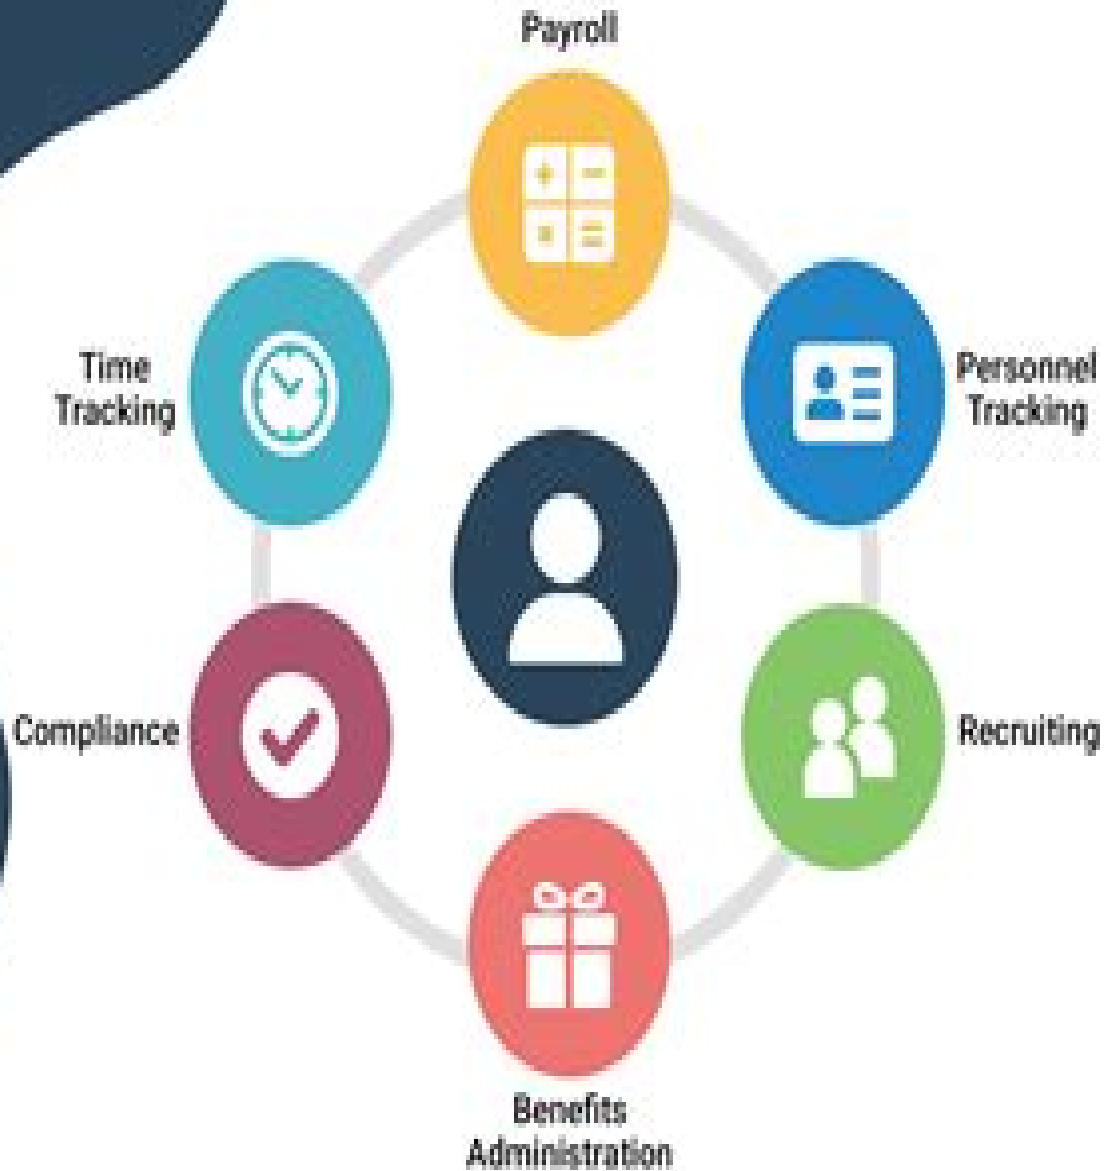 Payroll
Time
Tracking
Personnel
Tracking
Compliance
Recruiting
Benefits
Administration